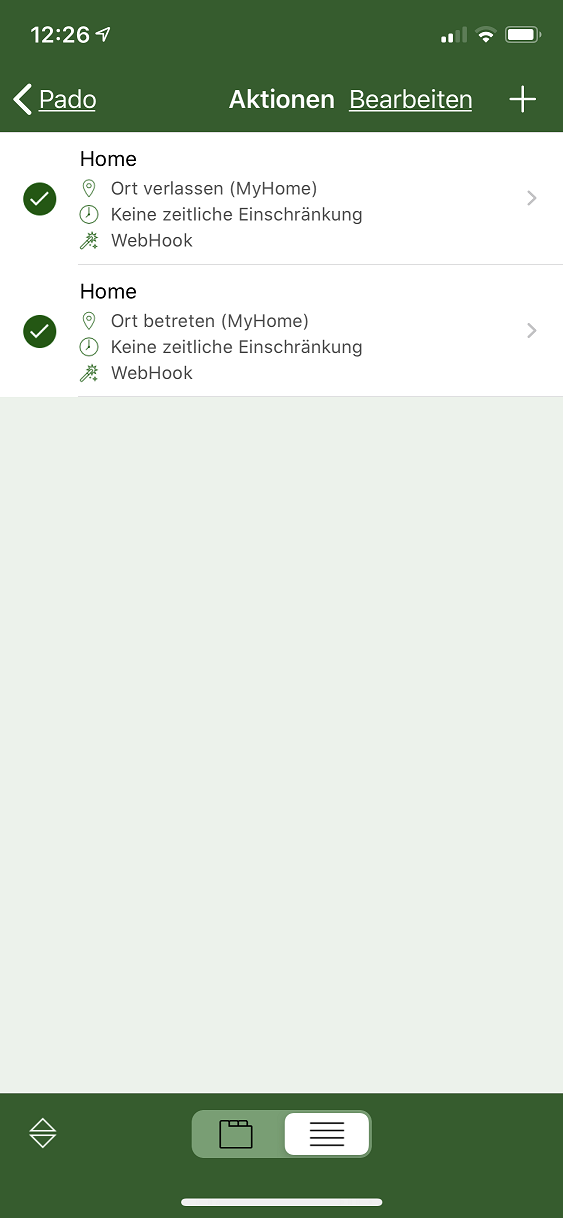 12:26
Pado Aktionen Bearbeiten
Home
Ort verlassen (MyHome)
Keine zeitliche Einschränkung
WebHook
Home
Ort betreten (MyHome)
Keine zeitliche Einschränkung
WebHook